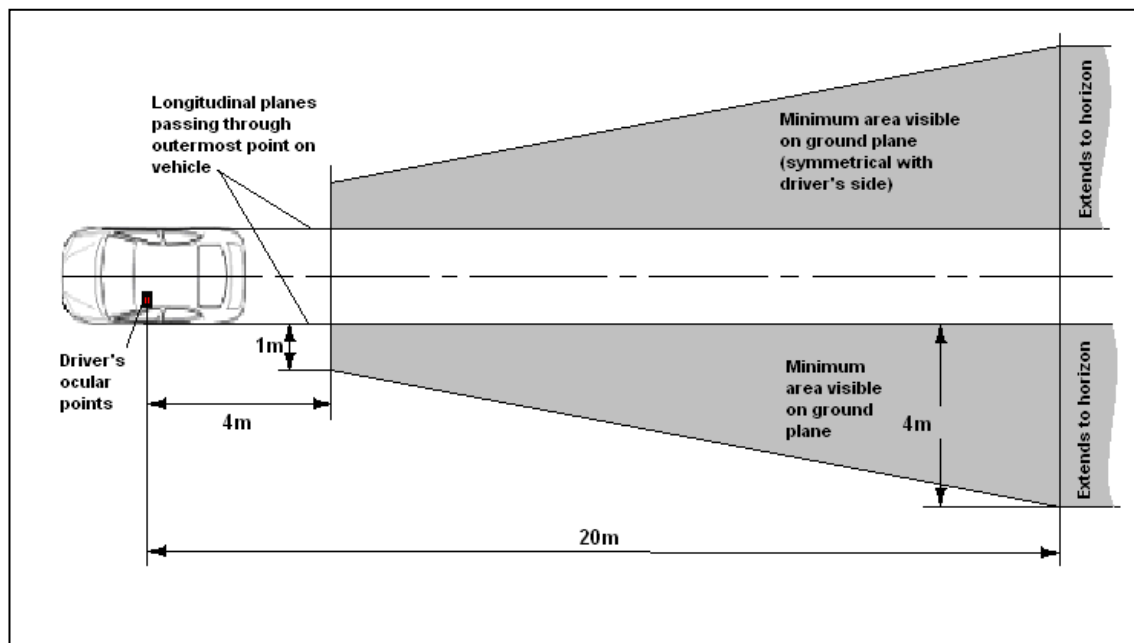 Longitudinal planes
passing through
outermost point on
vehicle
Minimum area visible
on ground plane
(symmetrical with
driver's side)
Extends to horizon
Driver's
ocular
points
1m
4m
Minimum
area visible
on ground
plane
4m
Extends to horizon
20m